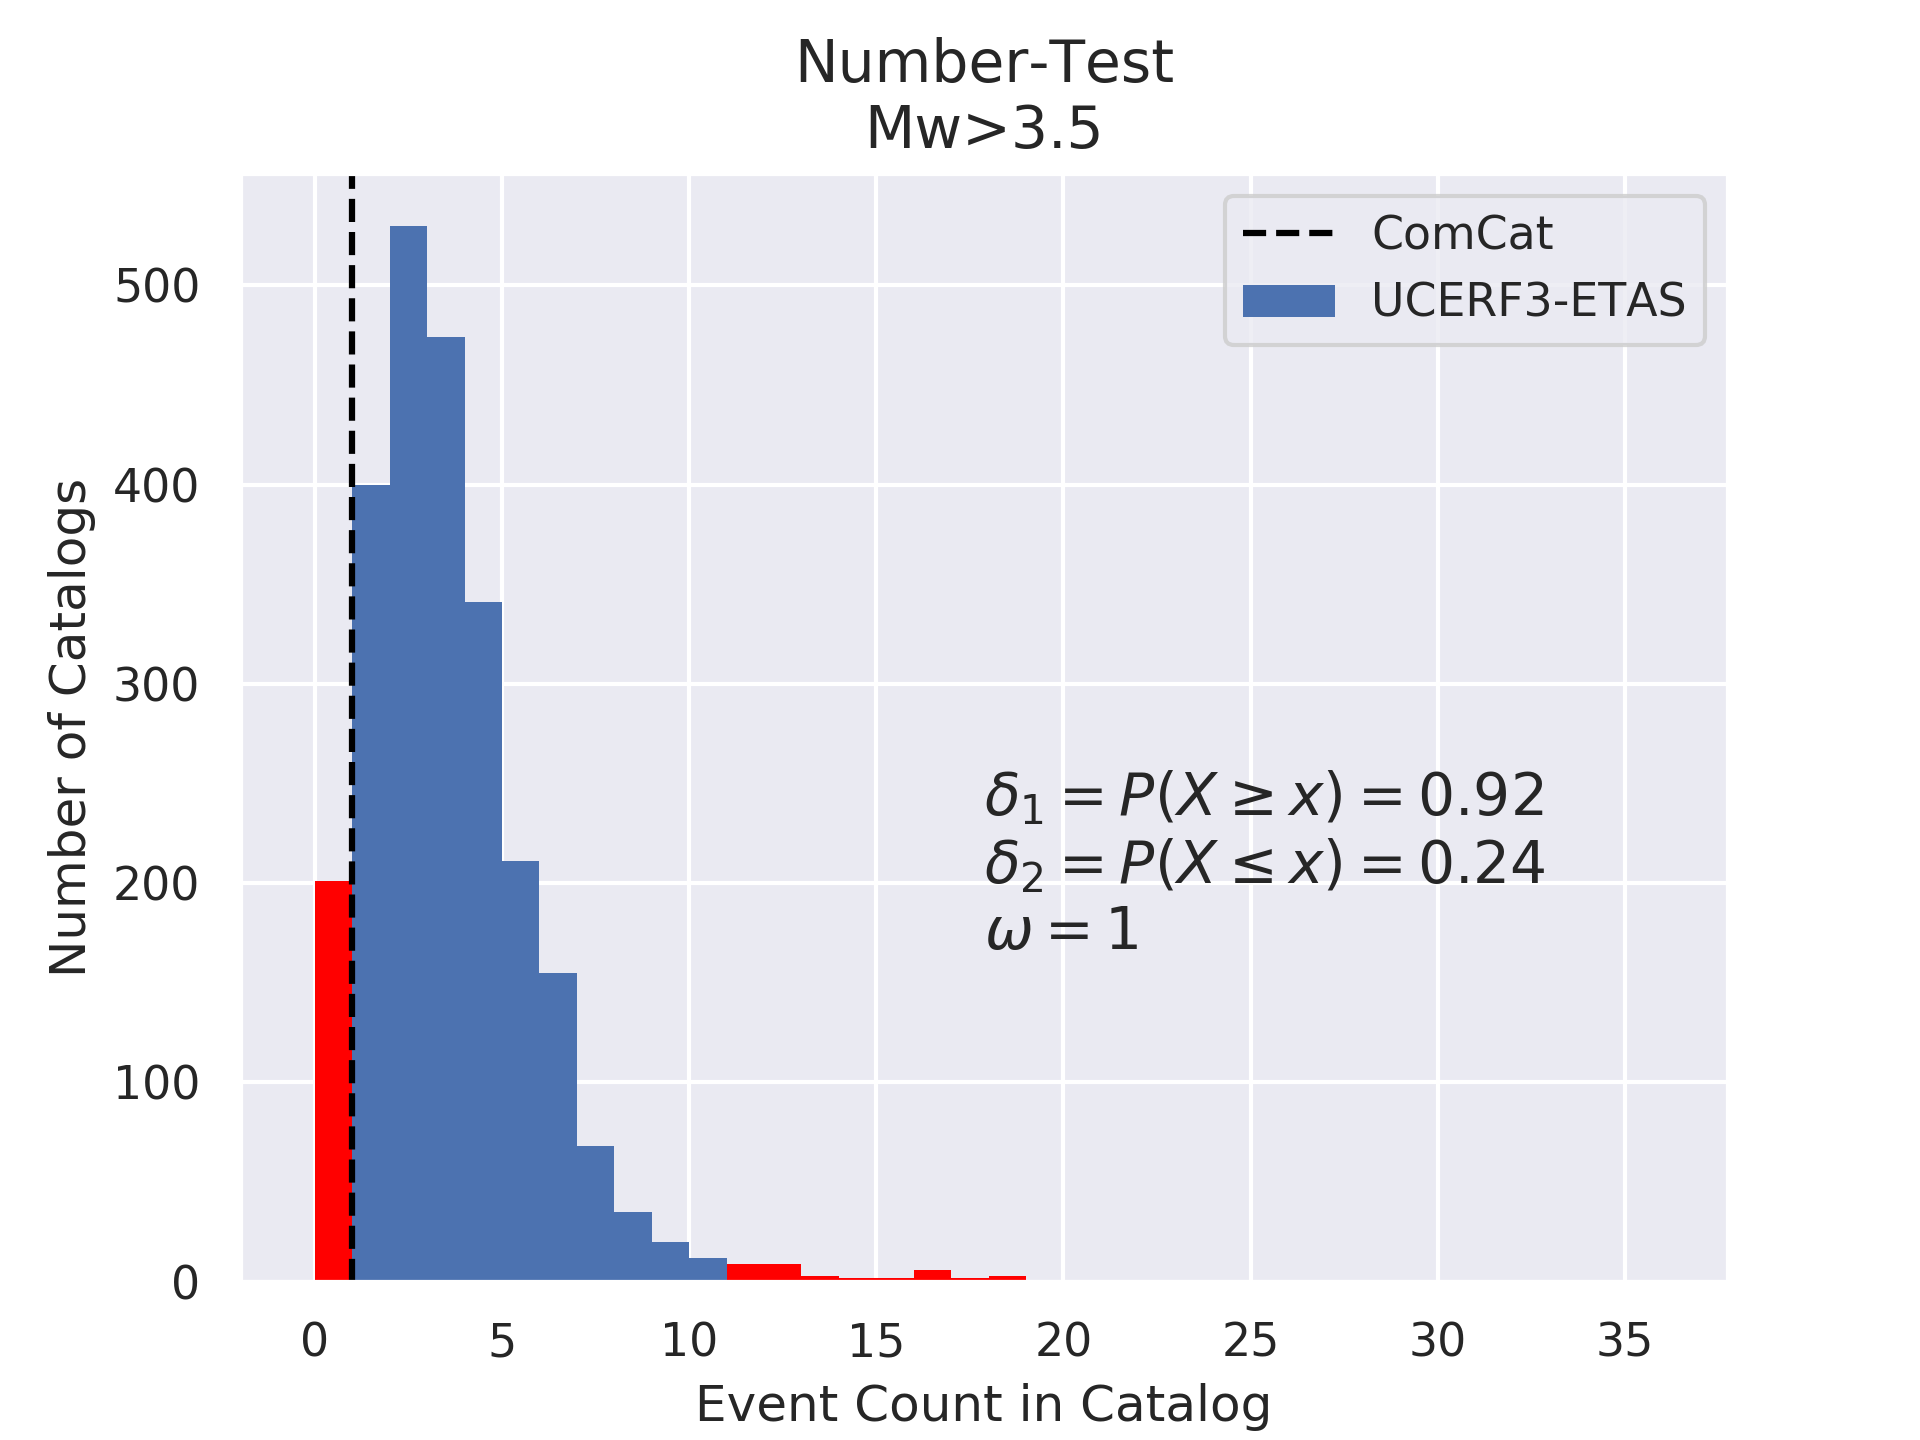 Number-Test
Mw>3.5
ComCat
UCERF3-ETAS
500
400
300
200
100
0
Number of Catalogs
δ₁ = P(X ≥ x) = 0.92
δ₂ = P(X ≤ x) = 0.24
ω = 1
0 5 10 15 20 25 30 35
Event Count in Catalog